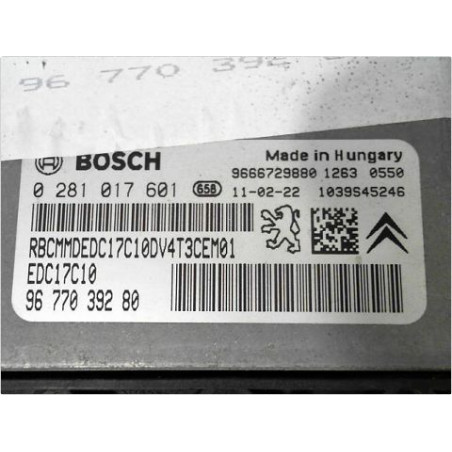 96 770 392
BOSCH
Made in Hungary
9666729880 1263 0550
0 281 017 601 658 11-02-22 1039S45246
RBCMMDEDC17C10DV4T3CEM01
EDC17C10
96 770 392 80